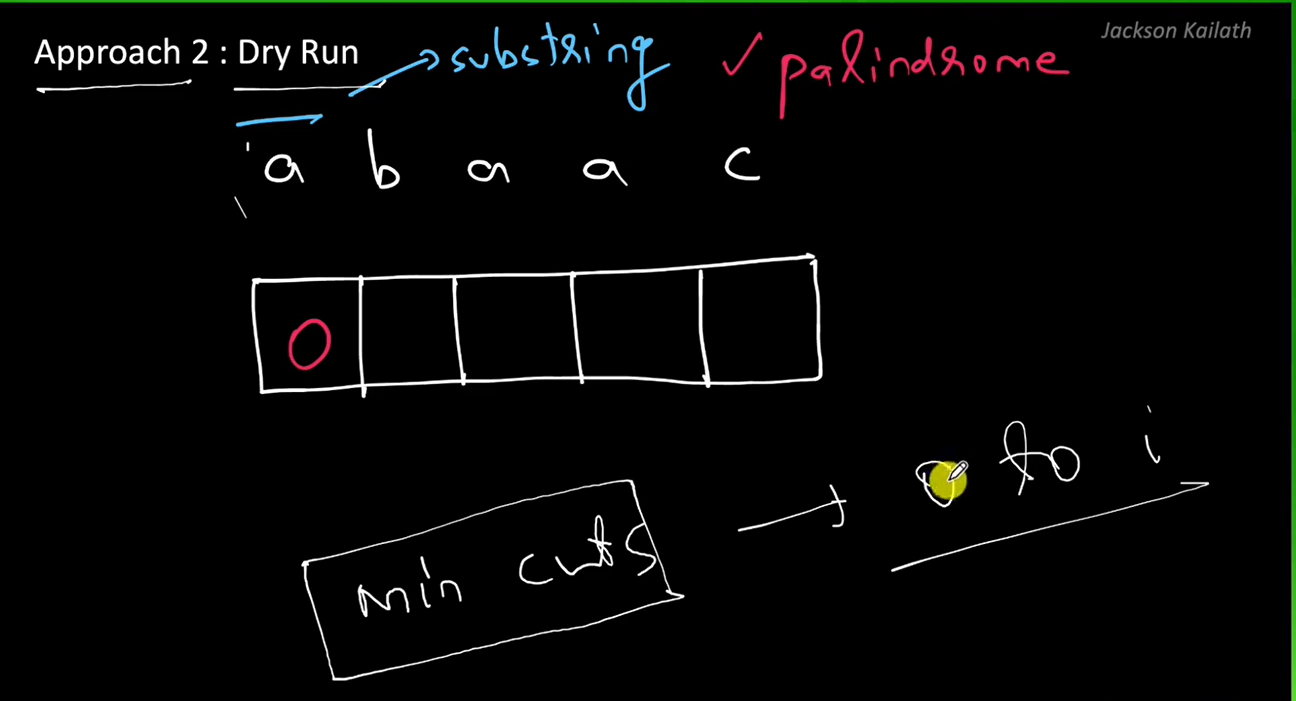 Jackson Kailath
Approach 2 : Dry Run → substring ✓ palindrome
a b a a c
0
min cuts → 0 to i